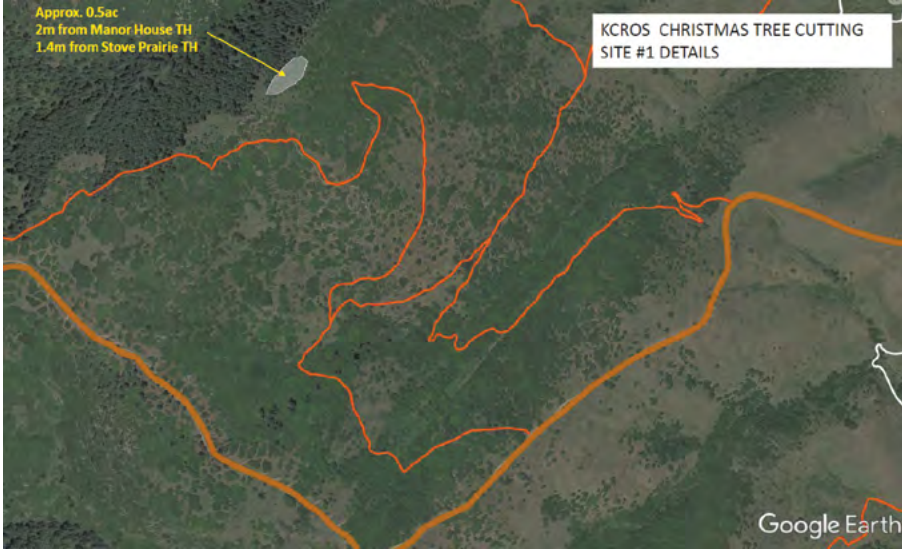 Approx. 0.5ac
2m from Manor House TH
1.4m from Stove Prairie TH
KCROS CHRISTMAS TREE CUTTING
SITE #1 DETAILS
Google Earth